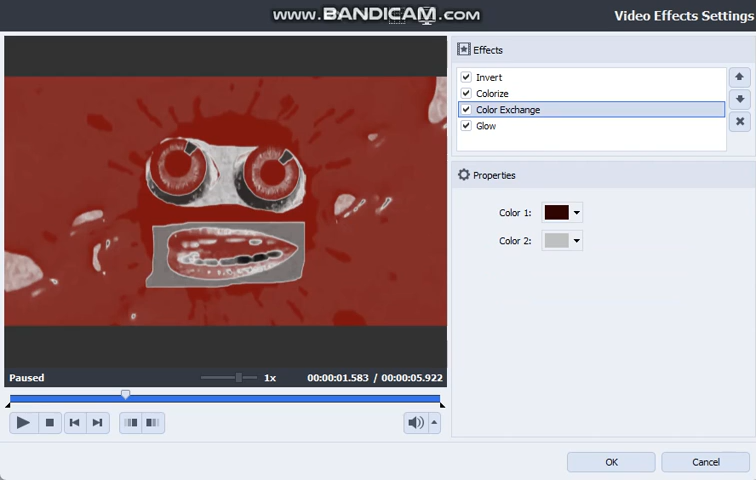 www.BANDICAM.com
Video Effects Settings
Effects
Invert
Colorize
Color Exchange
Glow
Properties
Color 1:
Color 2:
Paused
1x
00:00:01.583 / 00:00:05.922
OK
Cancel